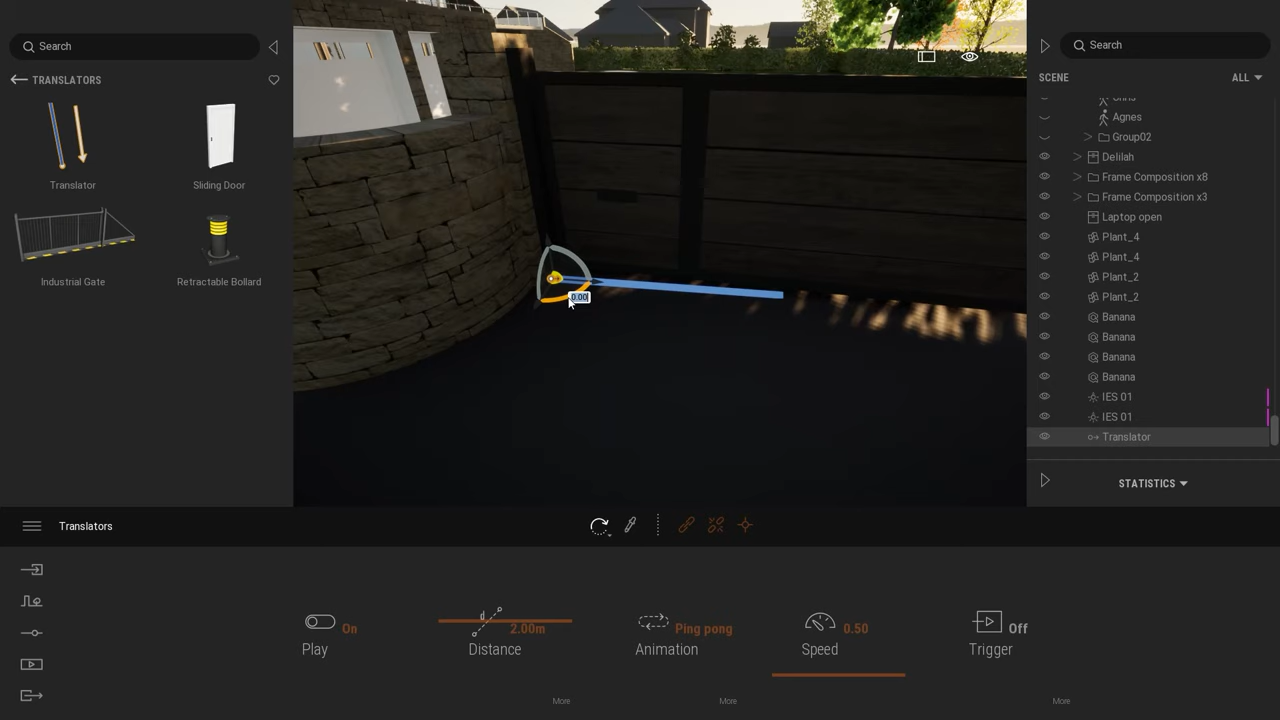 Search
TRANSLATORS
Translator
Sliding Door
Industrial Gate
Retractable Bollard
0.00
Search
SCENE
ALL
Agnes
Group02
Delilah
Frame Composition x8
Frame Composition x3
Laptop open
Plant_4
Plant_4
Plant_2
Plant_2
Banana
Banana
Banana
Banana
IES 01
IES 01
Translator
STATISTICS
Translators
On
Play
d
2.00m
Distance
Ping pong
Animation
0.50
Speed
Off
Trigger
More
More
More